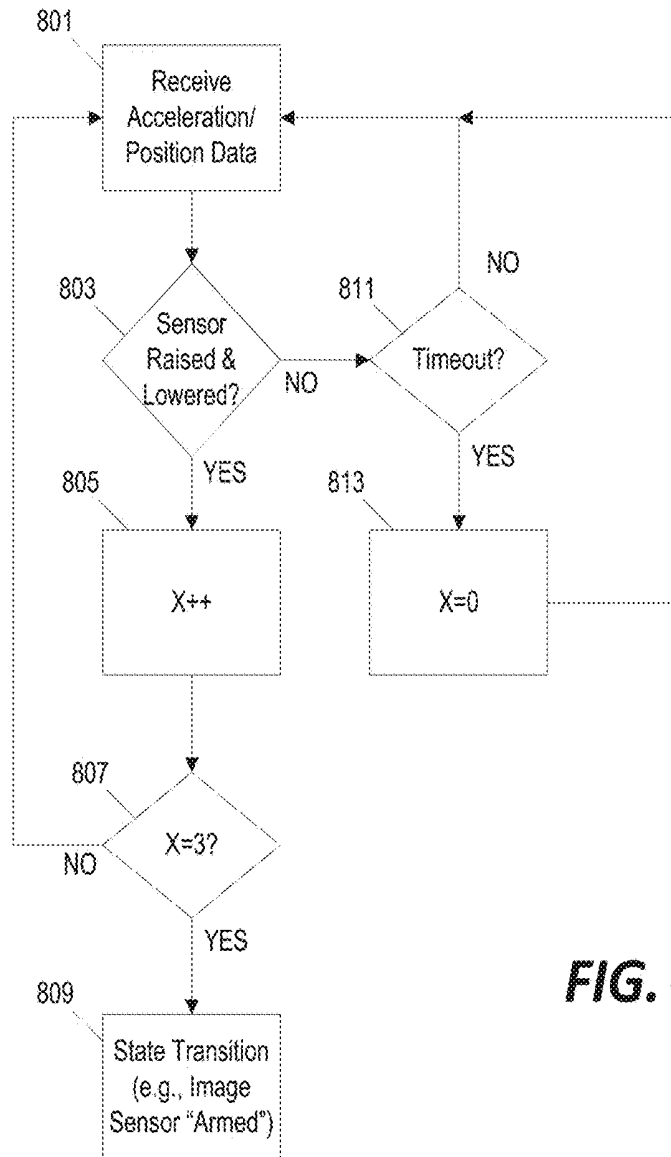 801
Receive
Acceleration/
Position Data
803
Sensor
Raised &
Lowered?
NO
YES
811
Timeout?
NO
YES
805
X++
813
X=0
807
X=3?
NO
YES
809
State Transition
(e.g., Image
Sensor "Armed")
FIG.